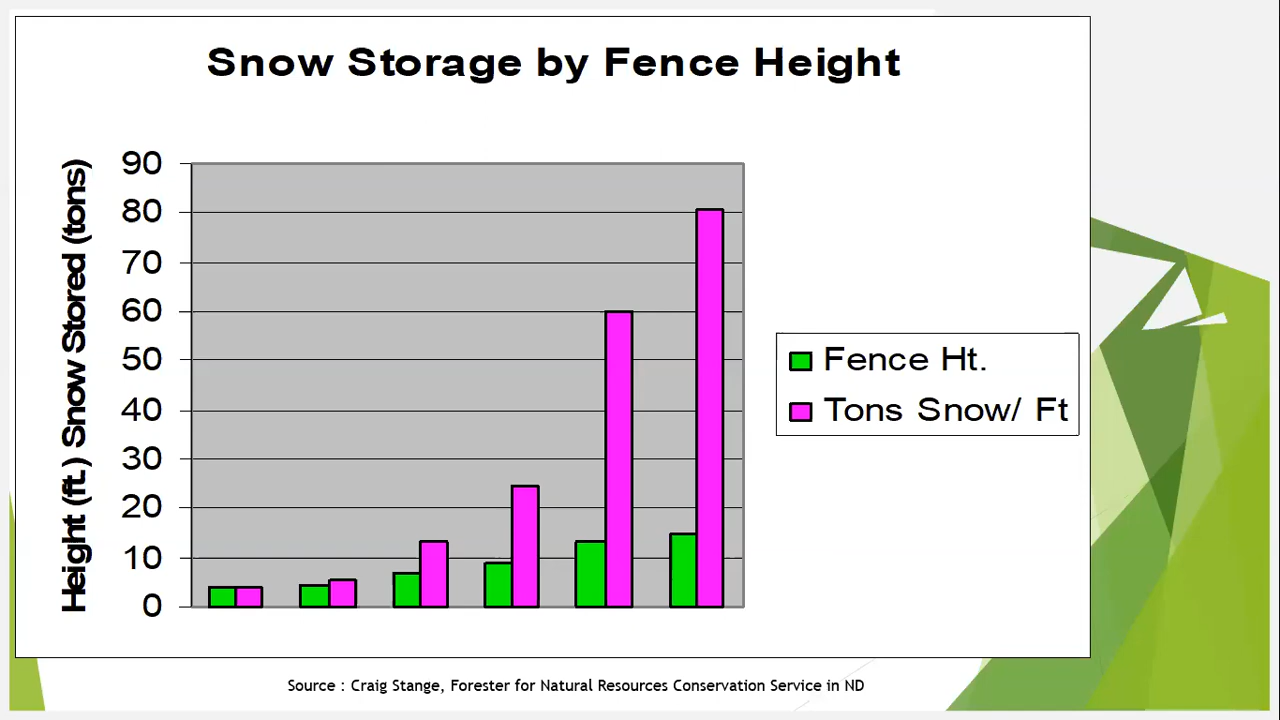 Snow Storage by Fence Height
Height (ft.) Snow Stored (tons)
90
80
70
60
50
40
30
20
10
0
Fence Ht.
Tons Snow/ Ft
Source : Craig Stange, Forester for Natural Resources Conservation Service in ND